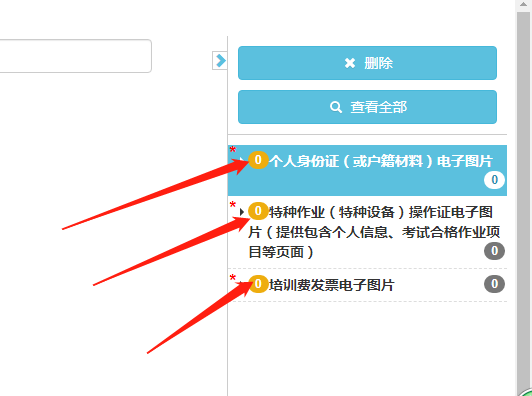 删除
查看全部
* 0 个人身份证（或户籍材料）电子图片
0
* 0 特种作业（特种设备）操作证电子图
片（提供包含个人信息、考试合格作业项
目等页面） 0
* 0 培训费发票电子图片 0